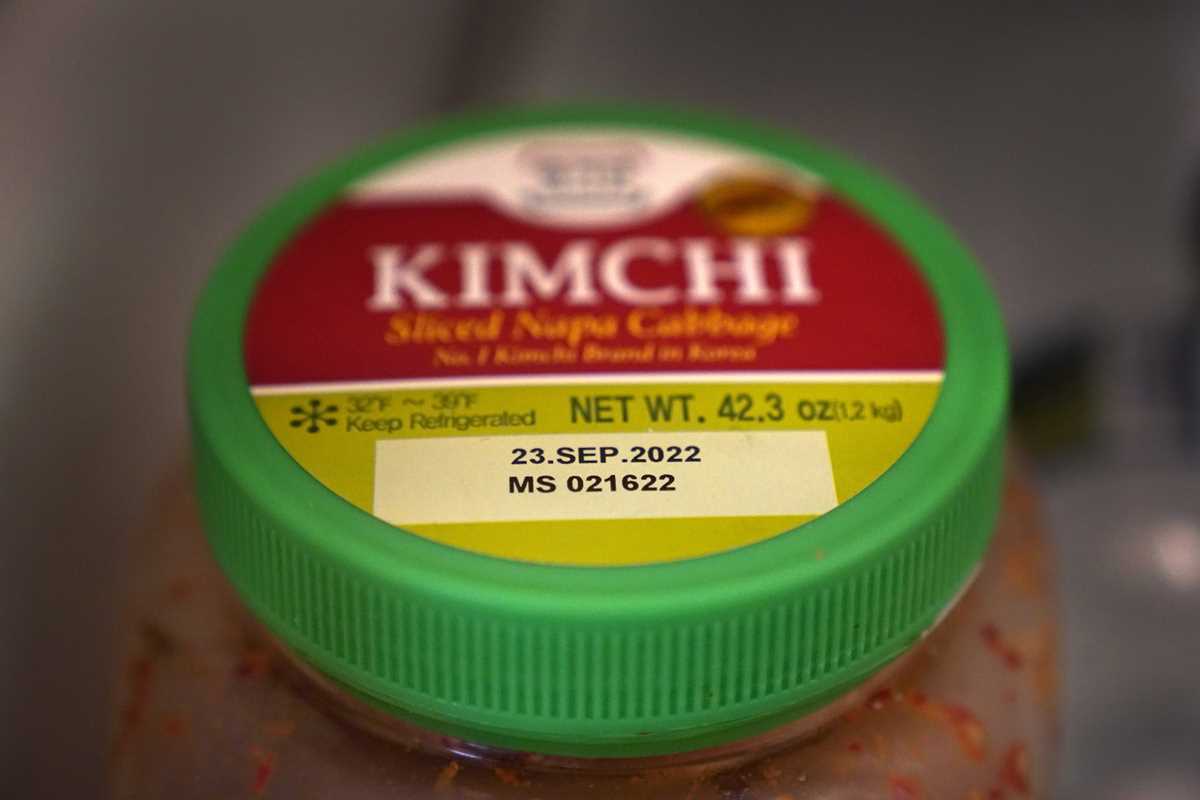 KIMCHI
Sliced Napa Cabbage
No.1 Kimchi Brand in Korea
32°F ~ 39°F
Keep Refrigerated
NET WT. 42.3 oz(1.2 kg)
23.SEP.2022
MS 021622